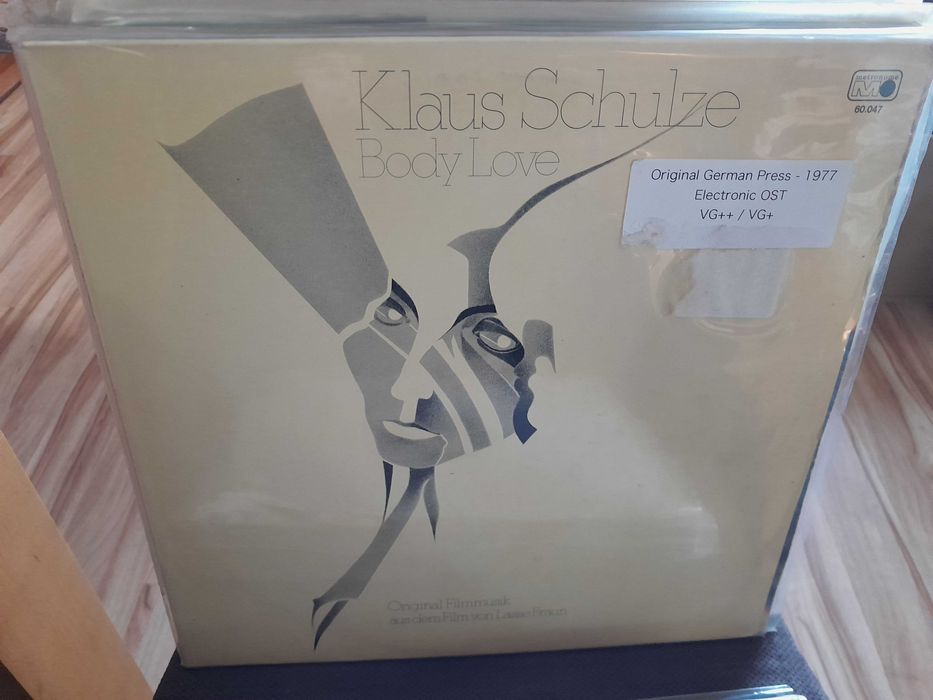 Klaus Schulze
Body Love
metronome
M
60.047
Original German Press - 1977
Electronic OST
VG++ / VG+
Original Filmmusik
aus dem Film von Lasse Braun